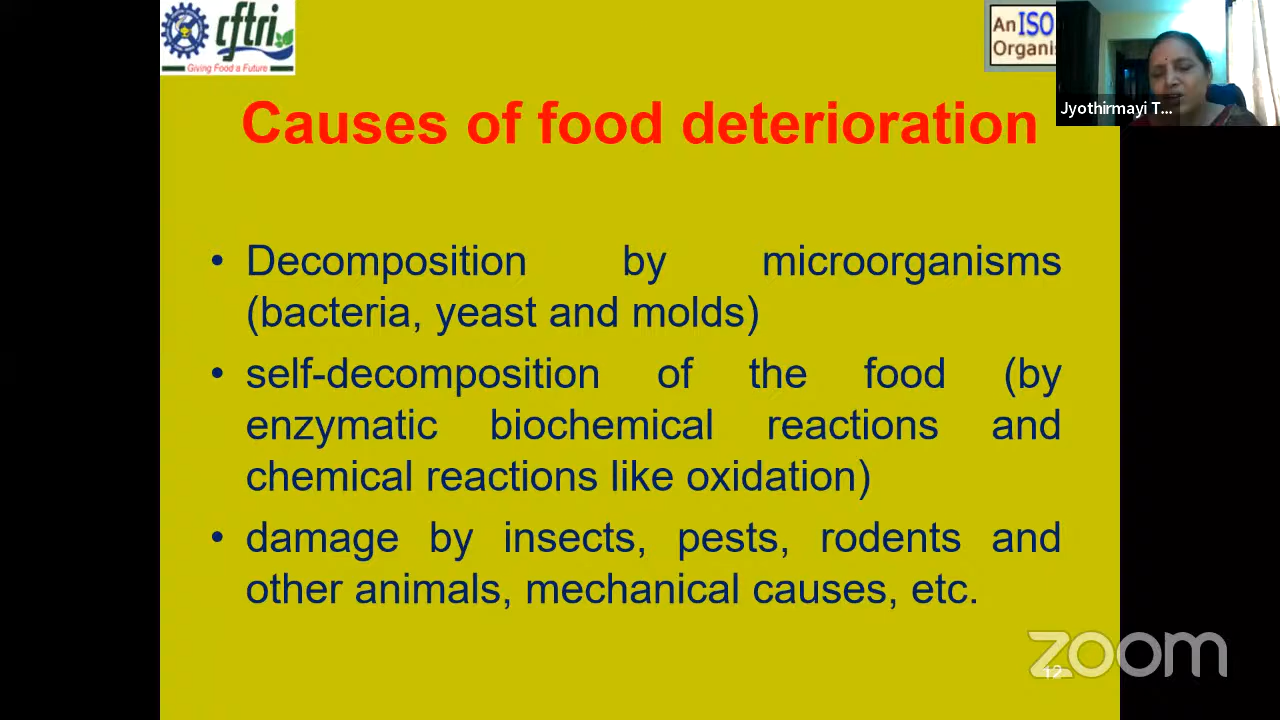 cftri
Giving Food a Future
An ISO
Organis
Jyothirmayi T...
Causes of food deterioration
• Decomposition by microorganisms
(bacteria, yeast and molds)
• self-decomposition of the food (by
enzymatic biochemical reactions and
chemical reactions like oxidation)
• damage by insects, pests, rodents and
other animals, mechanical causes, etc.
zoom
12